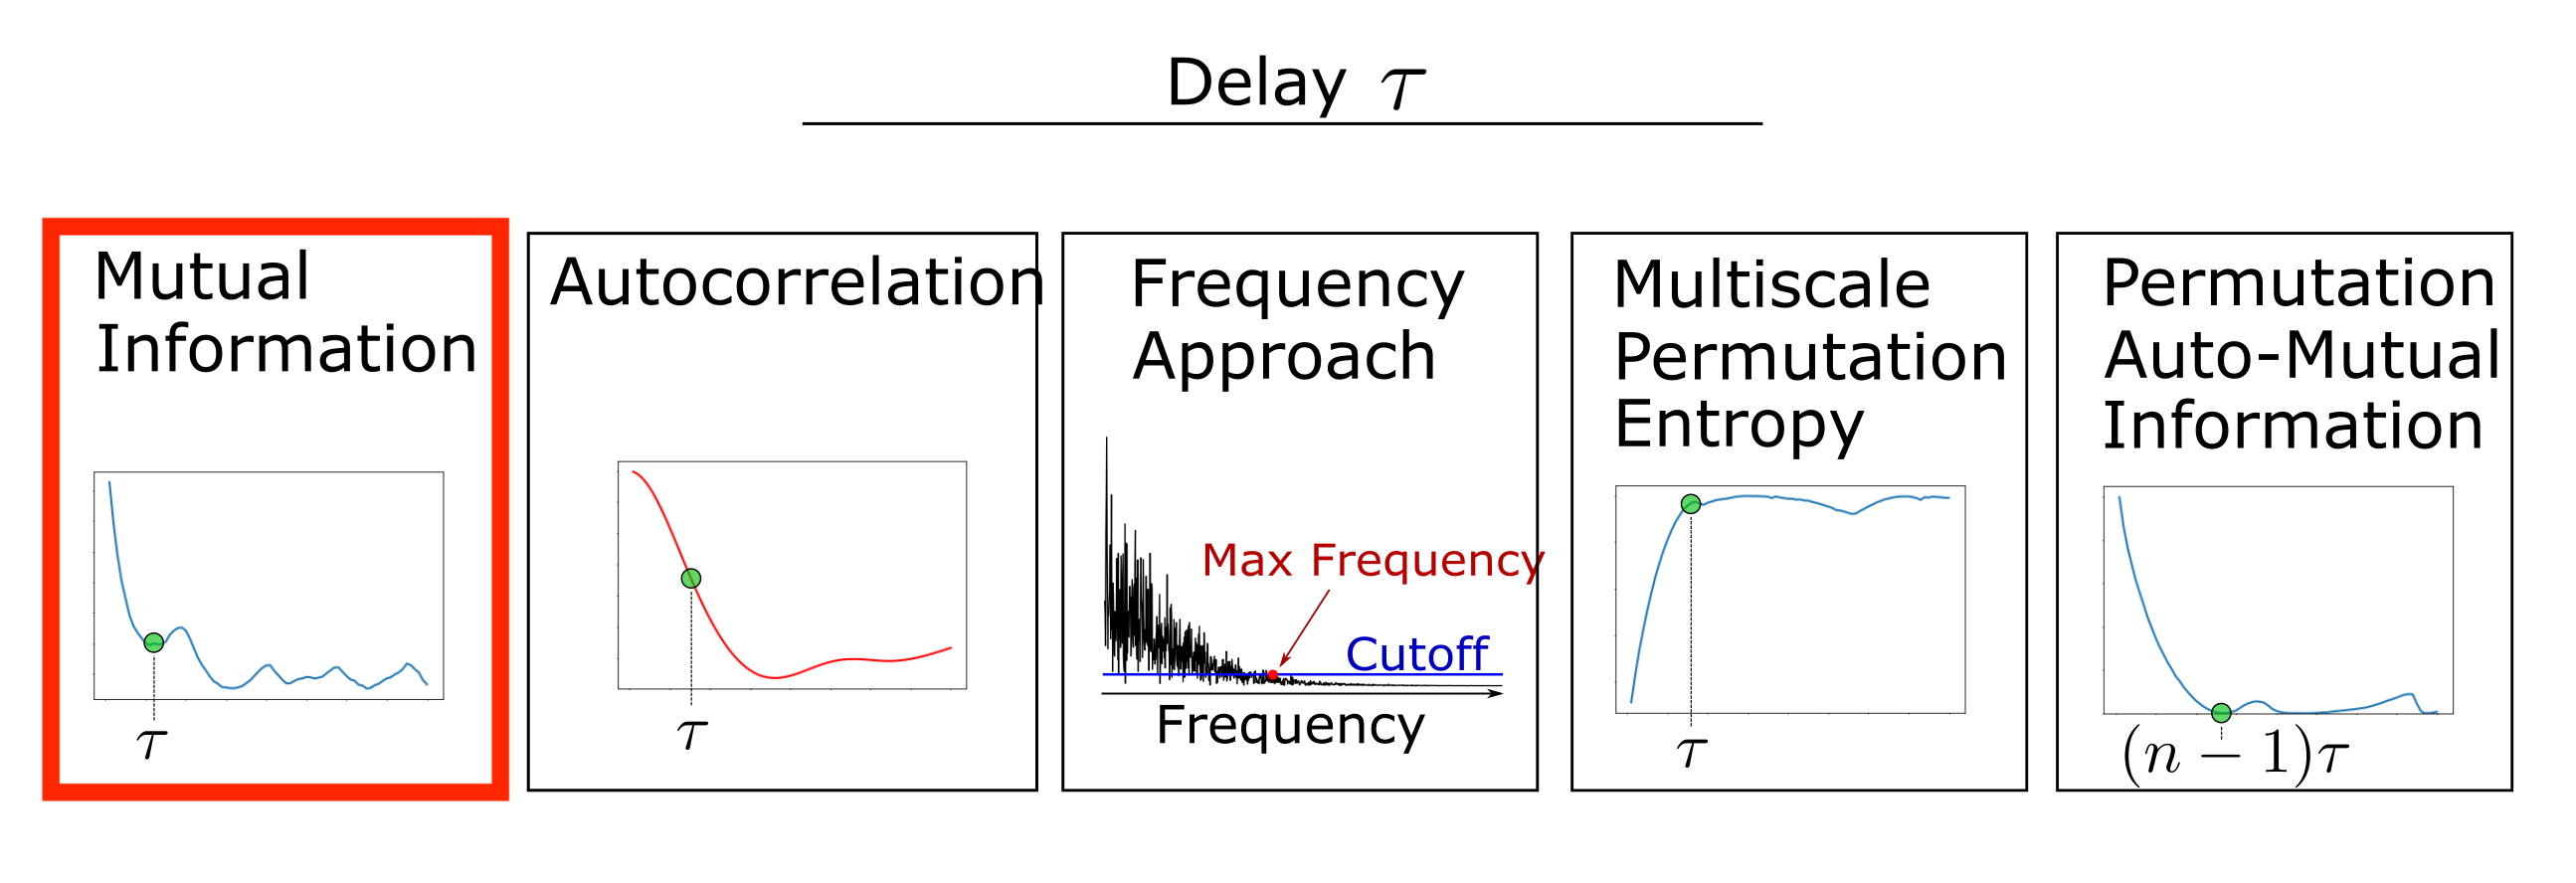 Delay τ
Mutual
Information
τ
Autocorrelation
τ
Frequency
Approach
Max Frequency
Cutoff
Frequency
Multiscale
Permutation
Entropy
τ
Permutation
Auto-Mutual
Information
(n − 1)τ